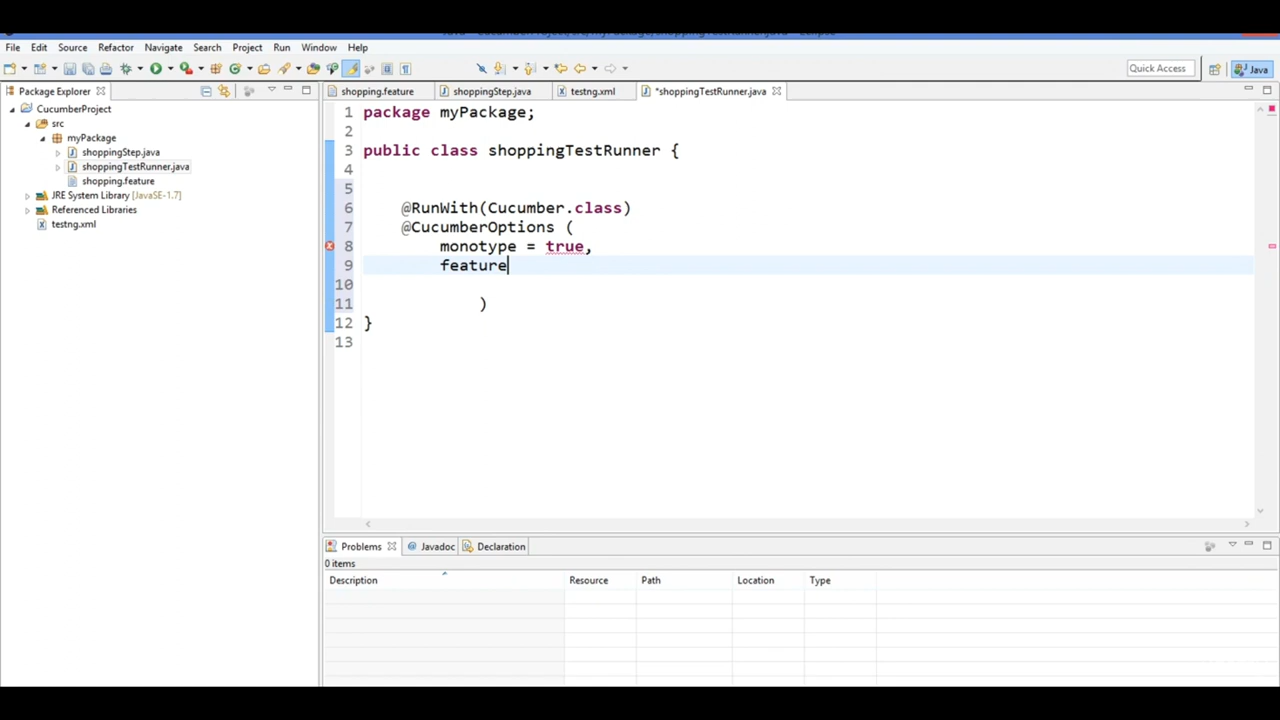 File Edit Source Refactor Navigate Search Project Run Window Help
Quick Access Java
Package Explorer
CucumberProject
src
myPackage
shoppingStep.java
shoppingTestRunner.java
shopping.feature
JRE System Library [JavaSE-1.7]
Referenced Libraries
testng.xml
shopping.feature shoppingStep.java testng.xml *shoppingTestRunner.java
1 package myPackage;
2
3 public class shoppingTestRunner {
4
5
6 @RunWith(Cucumber.class)
7 @CucumberOptions (
8 monotype = true,
9 feature
10
11 )
12 }
13
Problems Javadoc Declaration
0 items
Description Resource Path Location Type